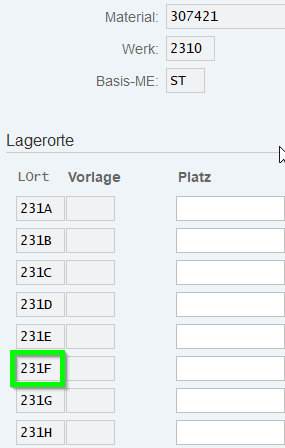 Material: 307421
Werk: 2310
Basis-ME: ST
Lagerorte
LOrt Vorlage Platz
231A
231B
231C
231D
231E
231F
231G
231H